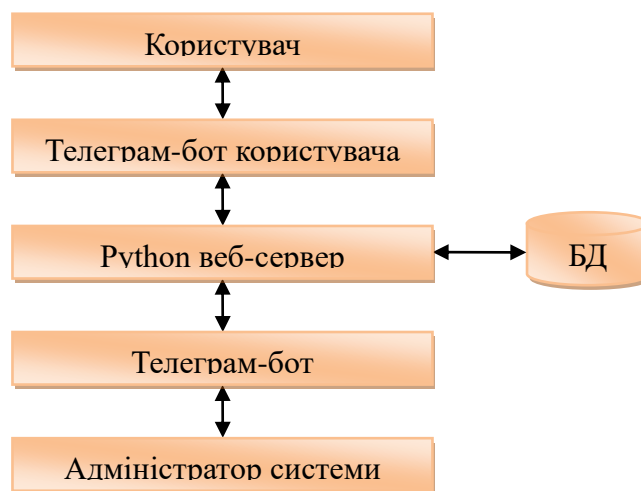 Користувач
Телеграм-бот користувача
Python веб-сервер
БД
Телеграм-бот
Адміністратор системи